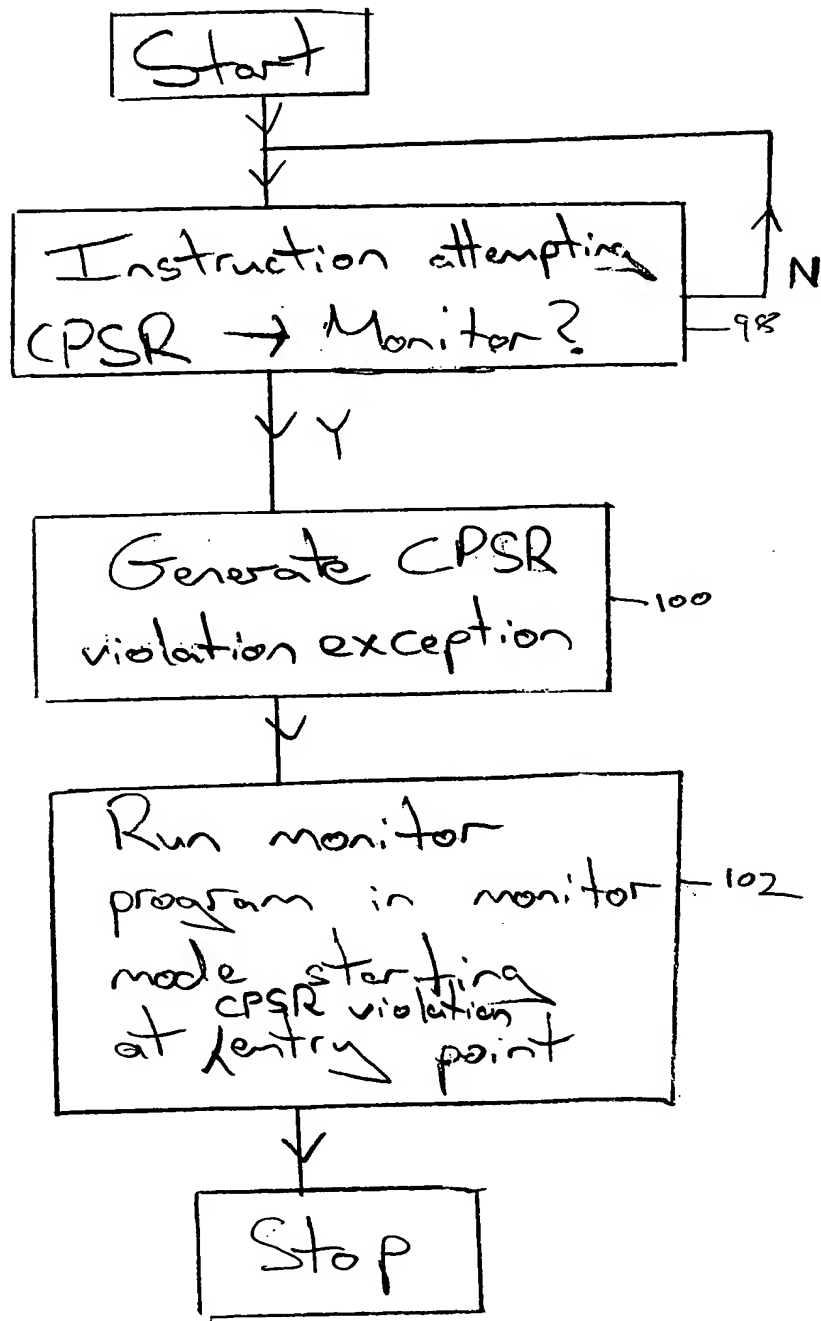 Start
Instruction attempting
CPSR → Monitor?
N
98
Y
Generate CPSR
violation exception
100
Run monitor
program in monitor
102
mode starting
CPSR violation
at entry point
Stop